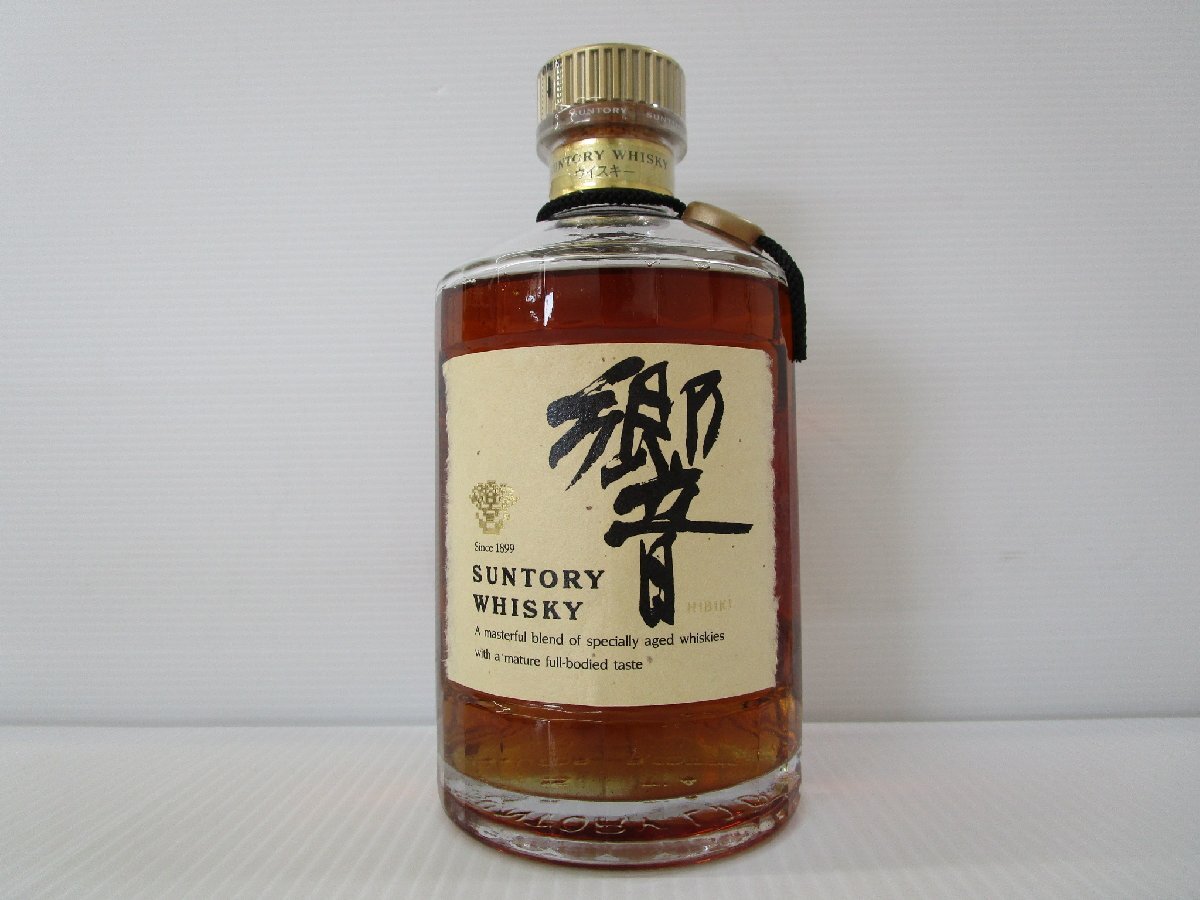 SUNTORY SUNT
SUNTORY WHISKY
ウイスキー
響
Since 1899
SUNTORY
WHISKY
HIBIKI
A masterful blend of specially aged whiskies
with a mature full-bodied taste